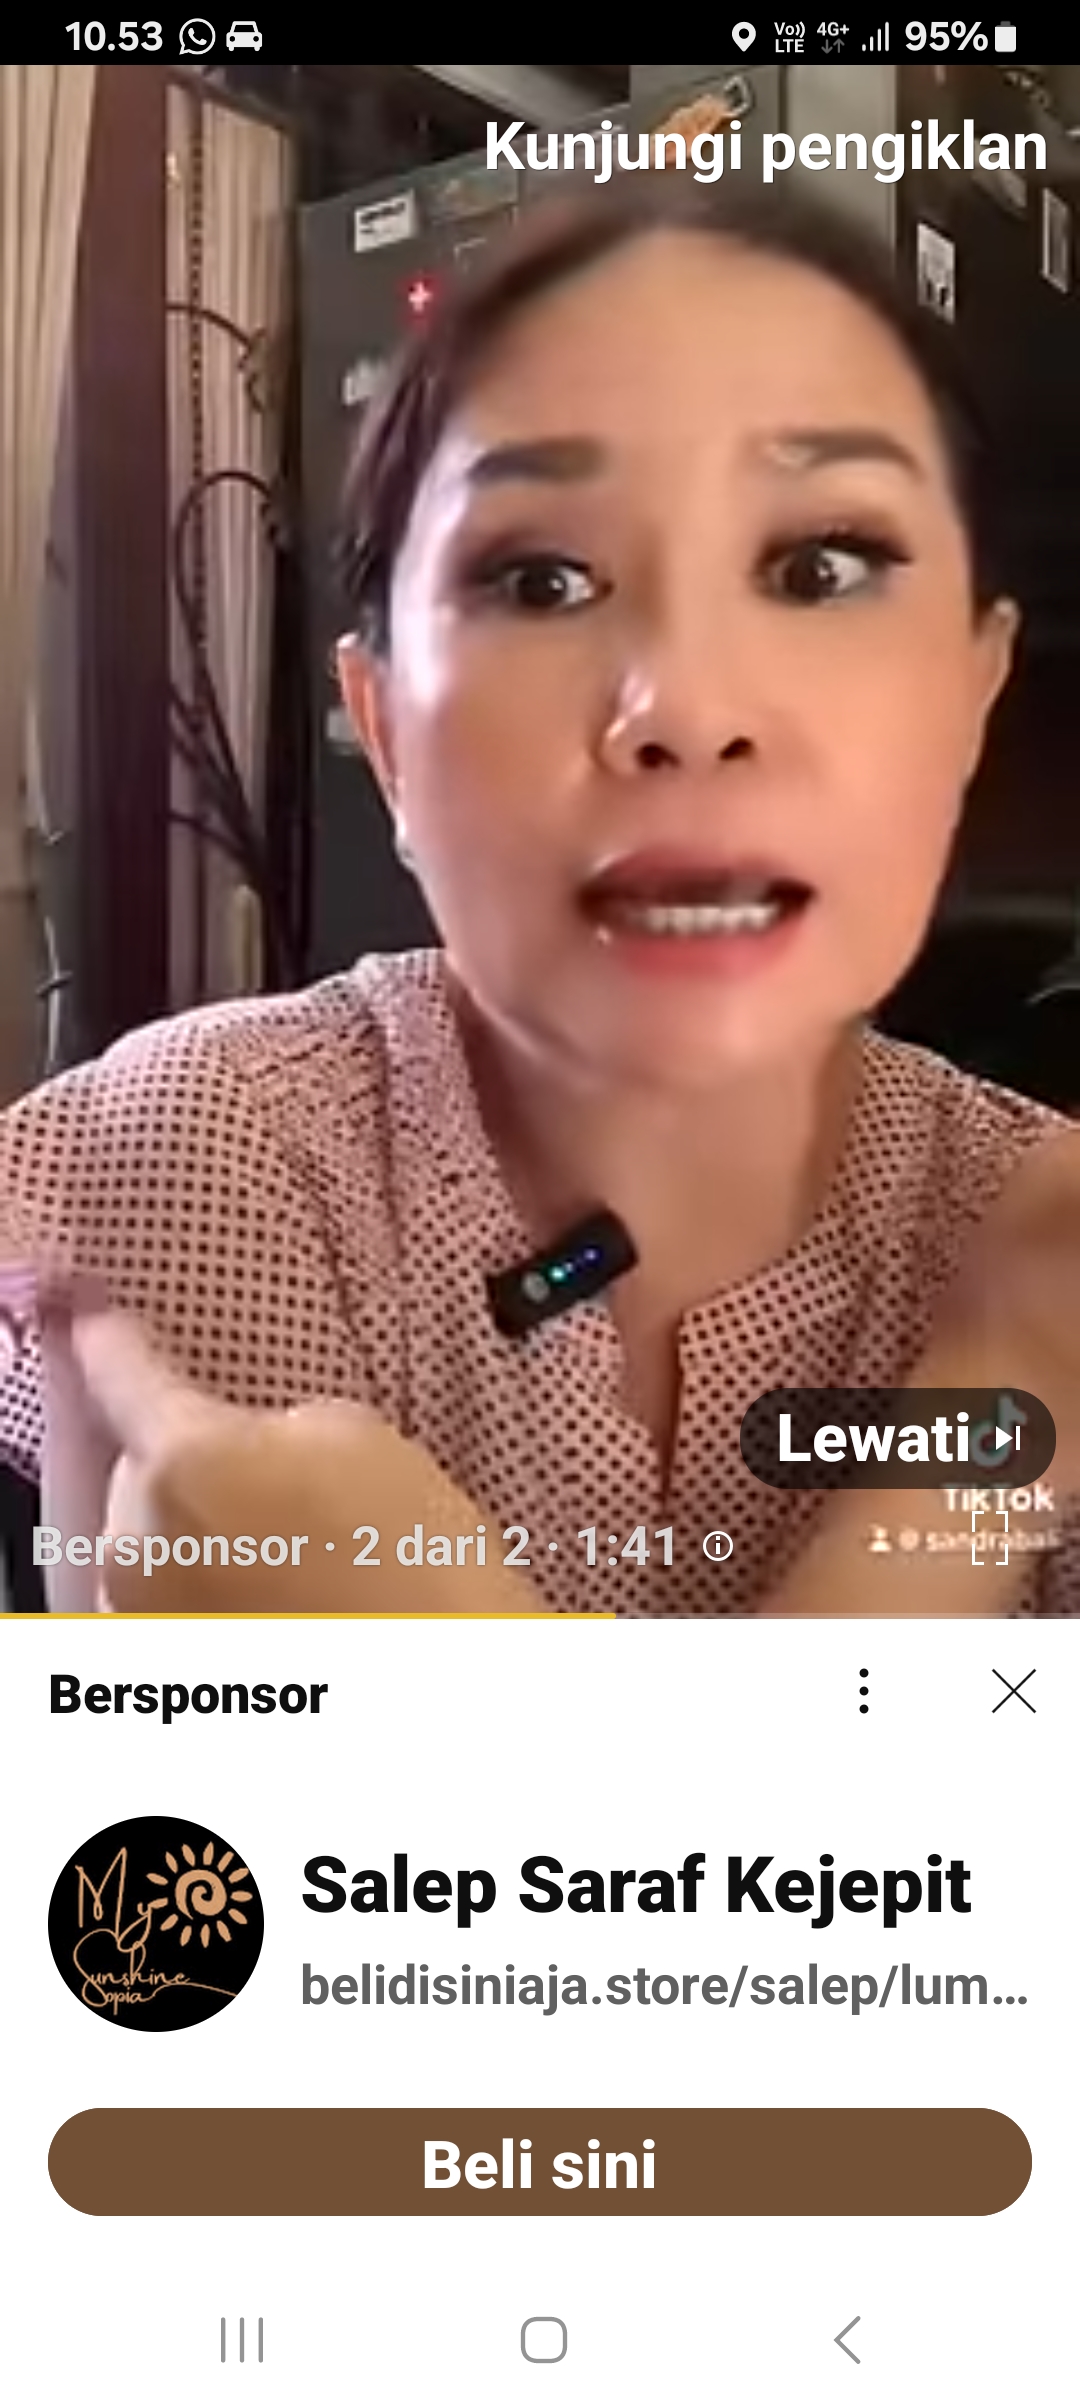 10.53
Vo)) LTE 4G+ 95%
Kunjungi pengiklan
Lewati
TikTok
Bersponsor · 2 dari 2 · 1:41
Bersponsor
My Sunshine Sopia
Salep Saraf Kejepit
belidisiniaja.store/salep/lum...
Beli sini